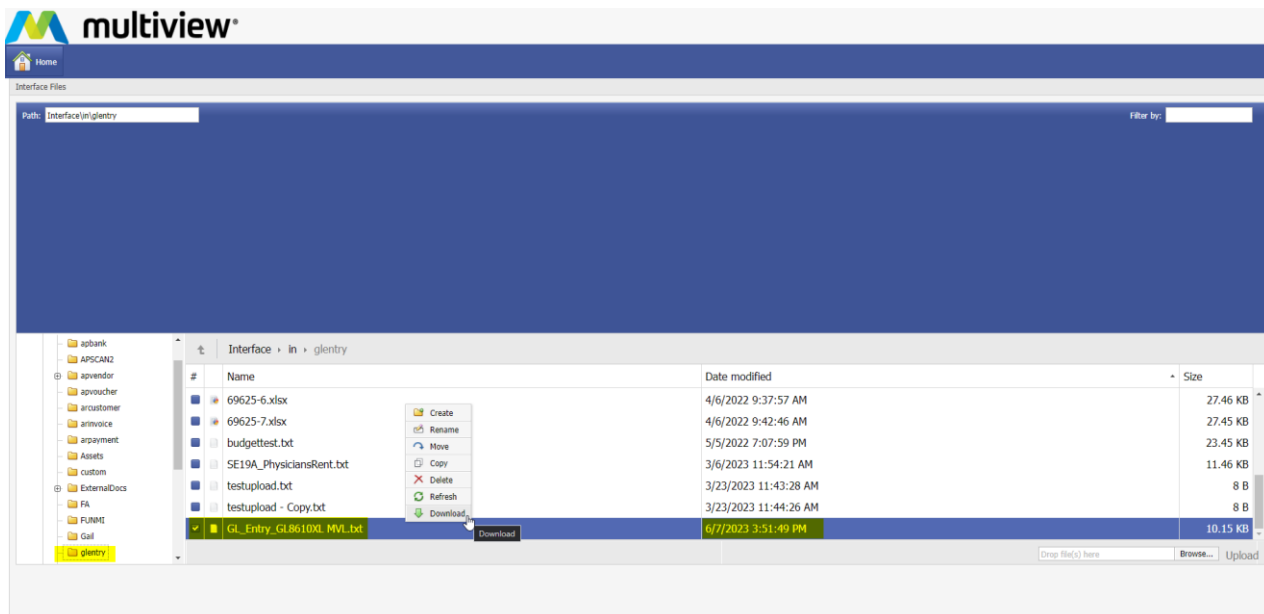 multiview
Home
Interface Files
Path: Interface\in\glentry
Filter by:
apbank
APSCAN2
apvendor
apvoucher
arcustomer
arinvoice
arpayment
Assets
custom
ExternalDocs
FA
FUNMI
Gail
glentry
Interface › in › glentry
# Name Date modified Size
69625-6.xlsx 4/6/2022 9:37:57 AM 27.46 KB
69625-7.xlsx 4/6/2022 9:42:46 AM 27.45 KB
budgettest.txt 5/5/2022 7:07:59 PM 23.45 KB
SE19A_PhysiciansRent.txt 3/6/2023 11:54:21 AM 11.46 KB
testupload.txt 3/23/2023 11:43:28 AM 8 B
testupload - Copy.txt 3/23/2023 11:44:26 AM 8 B
GL_Entry_GL8610XL MVL.txt 6/7/2023 3:51:49 PM 10.15 KB
Create
Rename
Move
Copy
Delete
Refresh
Download
Download
Drop file(s) here Browse... Upload